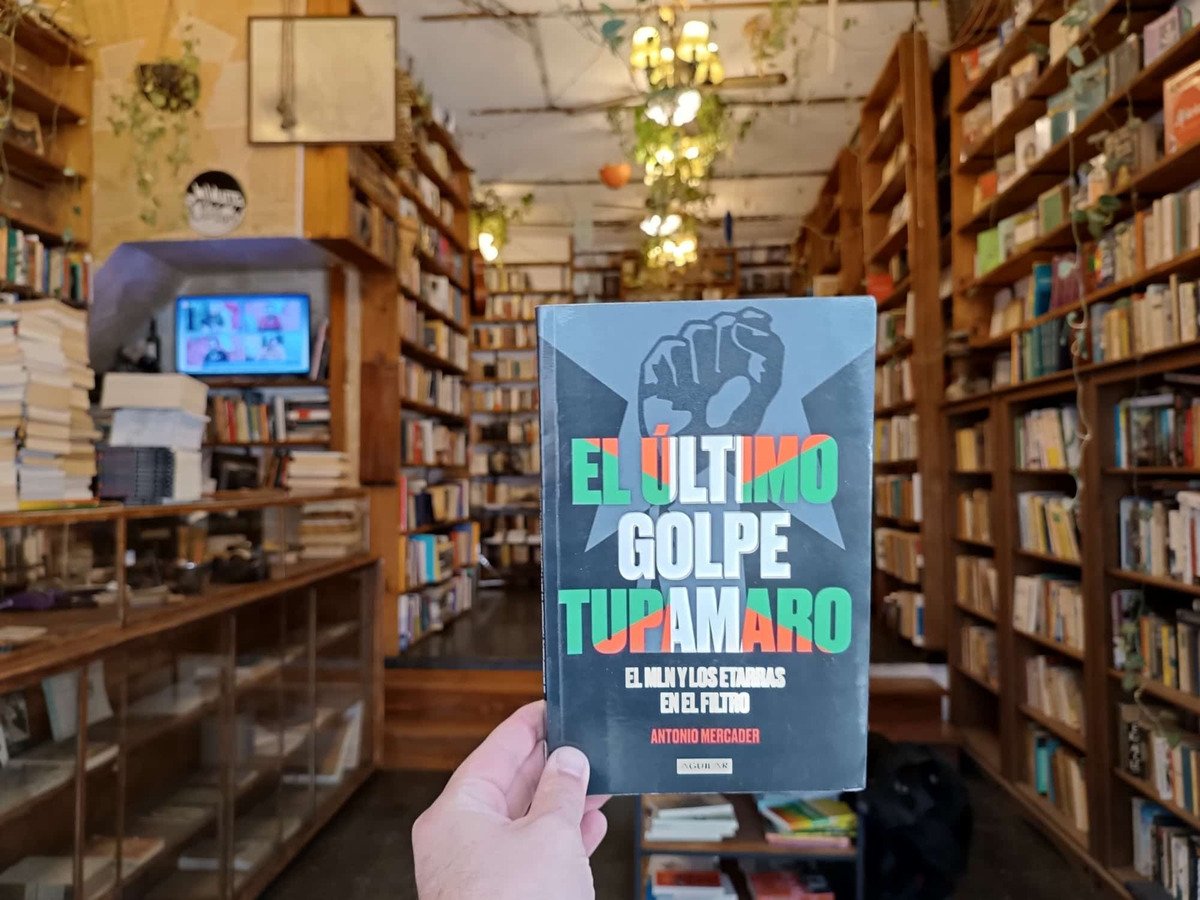 EL ÚLTIMO
GOLPE
TUPAMARO
EL MLN Y LOS ETARRAS
EN EL FILTRO
ANTONIO MERCADER
AGUILAR